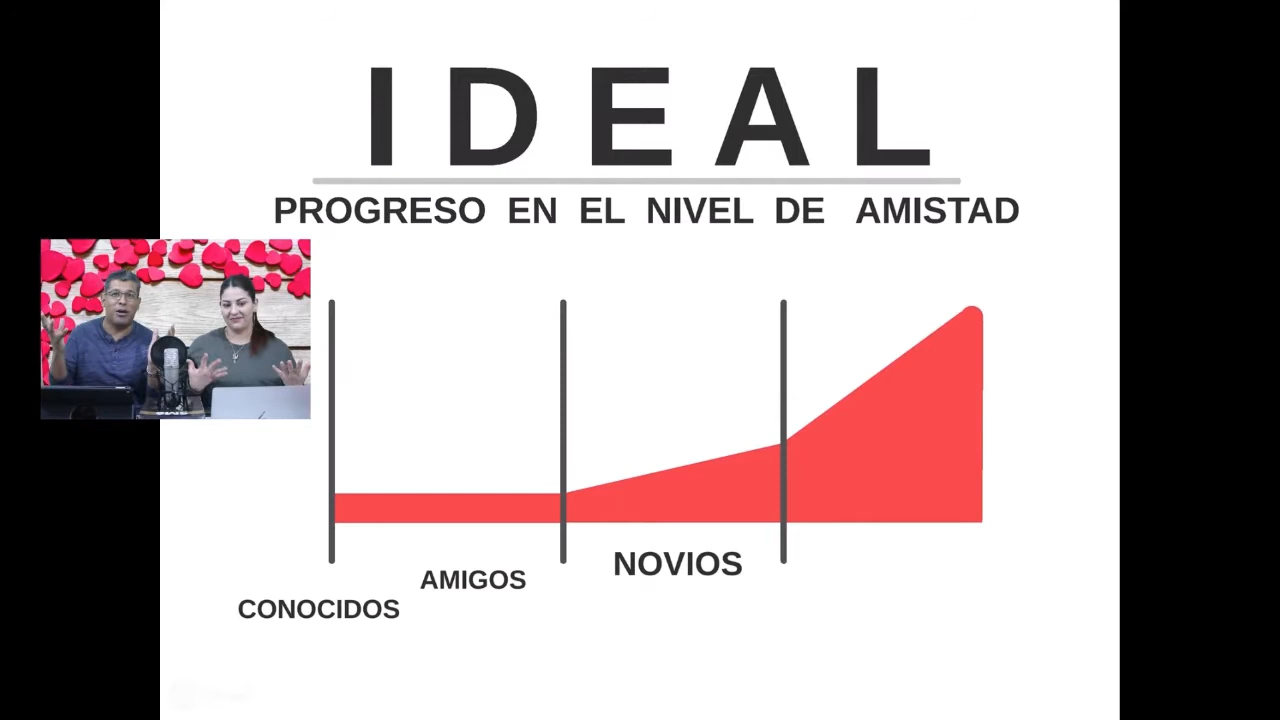 IDEAL
PROGRESO EN EL NIVEL DE AMISTAD
NOVIOS
AMIGOS
CONOCIDOS